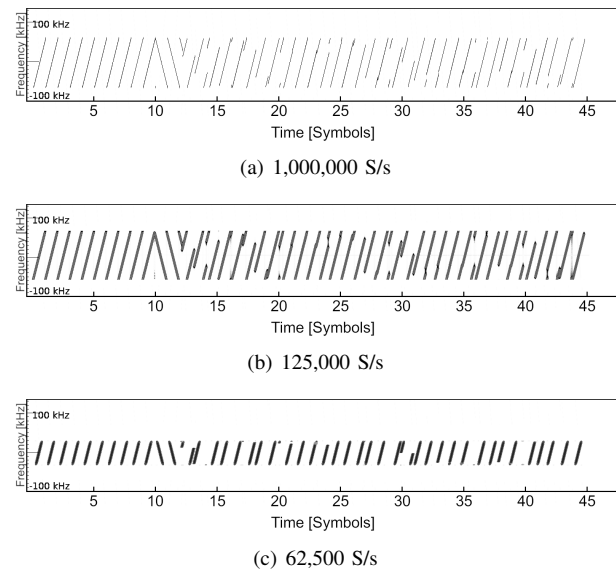 100 kHz
Frequency [kHz]
-100 kHz
5 10 15 20 25 30 35 40 45
Time [Symbols]
(a) 1,000,000 S/s
100 kHz
Frequency [kHz]
-100 kHz
5 10 15 20 25 30 35 40 45
Time [Symbols]
(b) 125,000 S/s
100 kHz
Frequency [kHz]
-100 kHz
5 10 15 20 25 30 35 40 45
Time [Symbols]
(c) 62,500 S/s